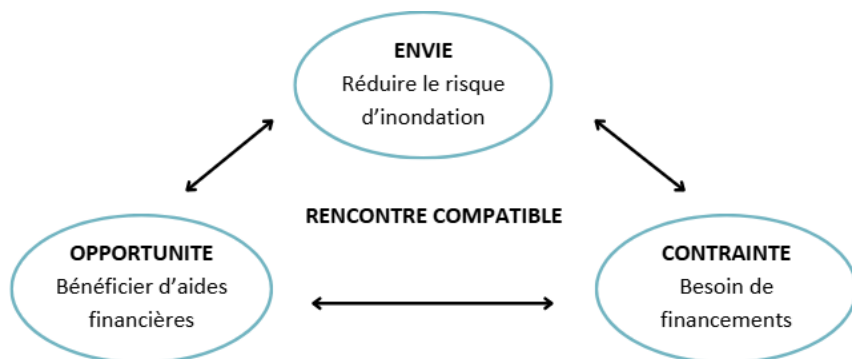 ENVIE
Réduire le risque
d’inondation
RENCONTRE COMPATIBLE
OPPORTUNITE
Bénéficier d’aides
financières
CONTRAINTE
Besoin de
financements